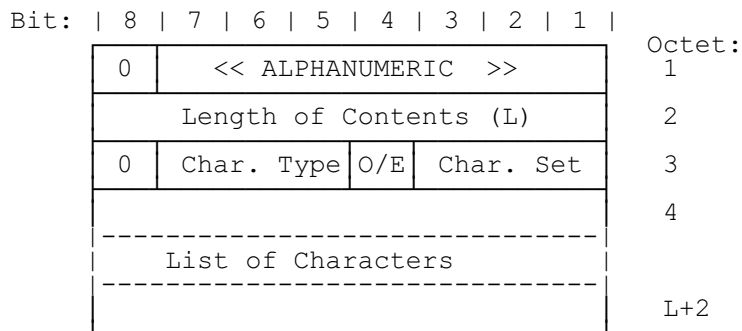 Bit: | 8 | 7 | 6 | 5 | 4 | 3 | 2 | 1 |
Octet:
0 << ALPHANUMERIC >> 1
Length of Contents (L) 2
0 Char. Type O/E Char. Set 3
4
List of Characters
L+2